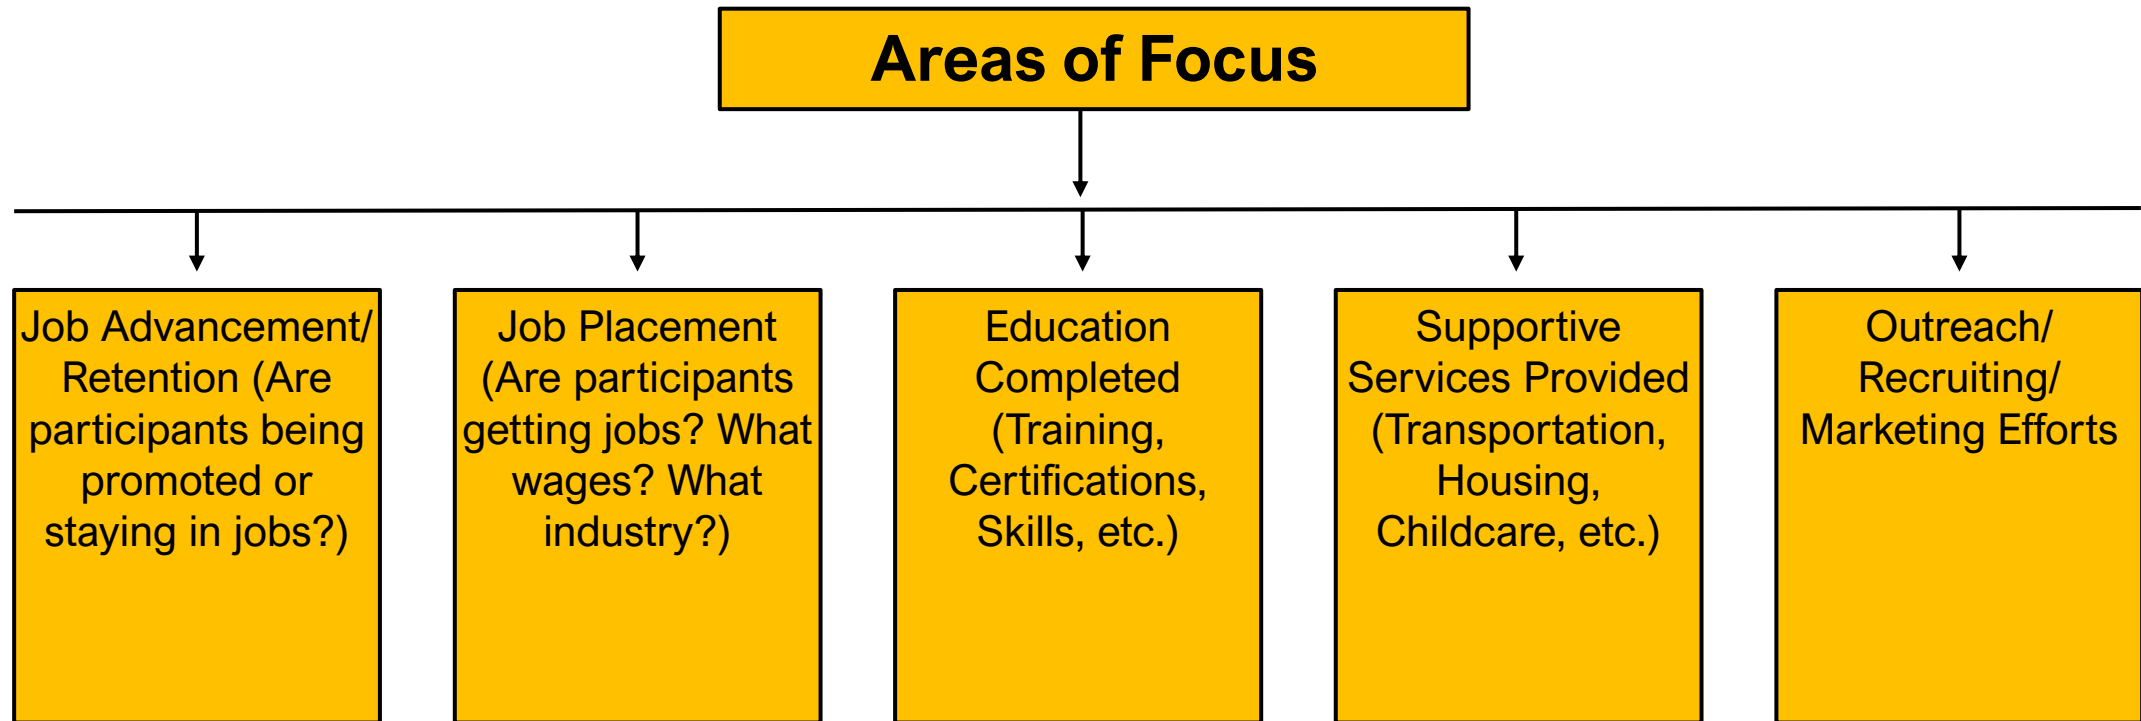 Areas of Focus
Job Advancement/
Retention (Are
participants being
promoted or
staying in jobs?)
Job Placement
(Are participants
getting jobs? What
wages? What
industry?)
Education
Completed
(Training,
Certifications,
Skills, etc.)
Supportive
Services Provided
(Transportation,
Housing,
Childcare, etc.)
Outreach/
Recruiting/
Marketing Efforts